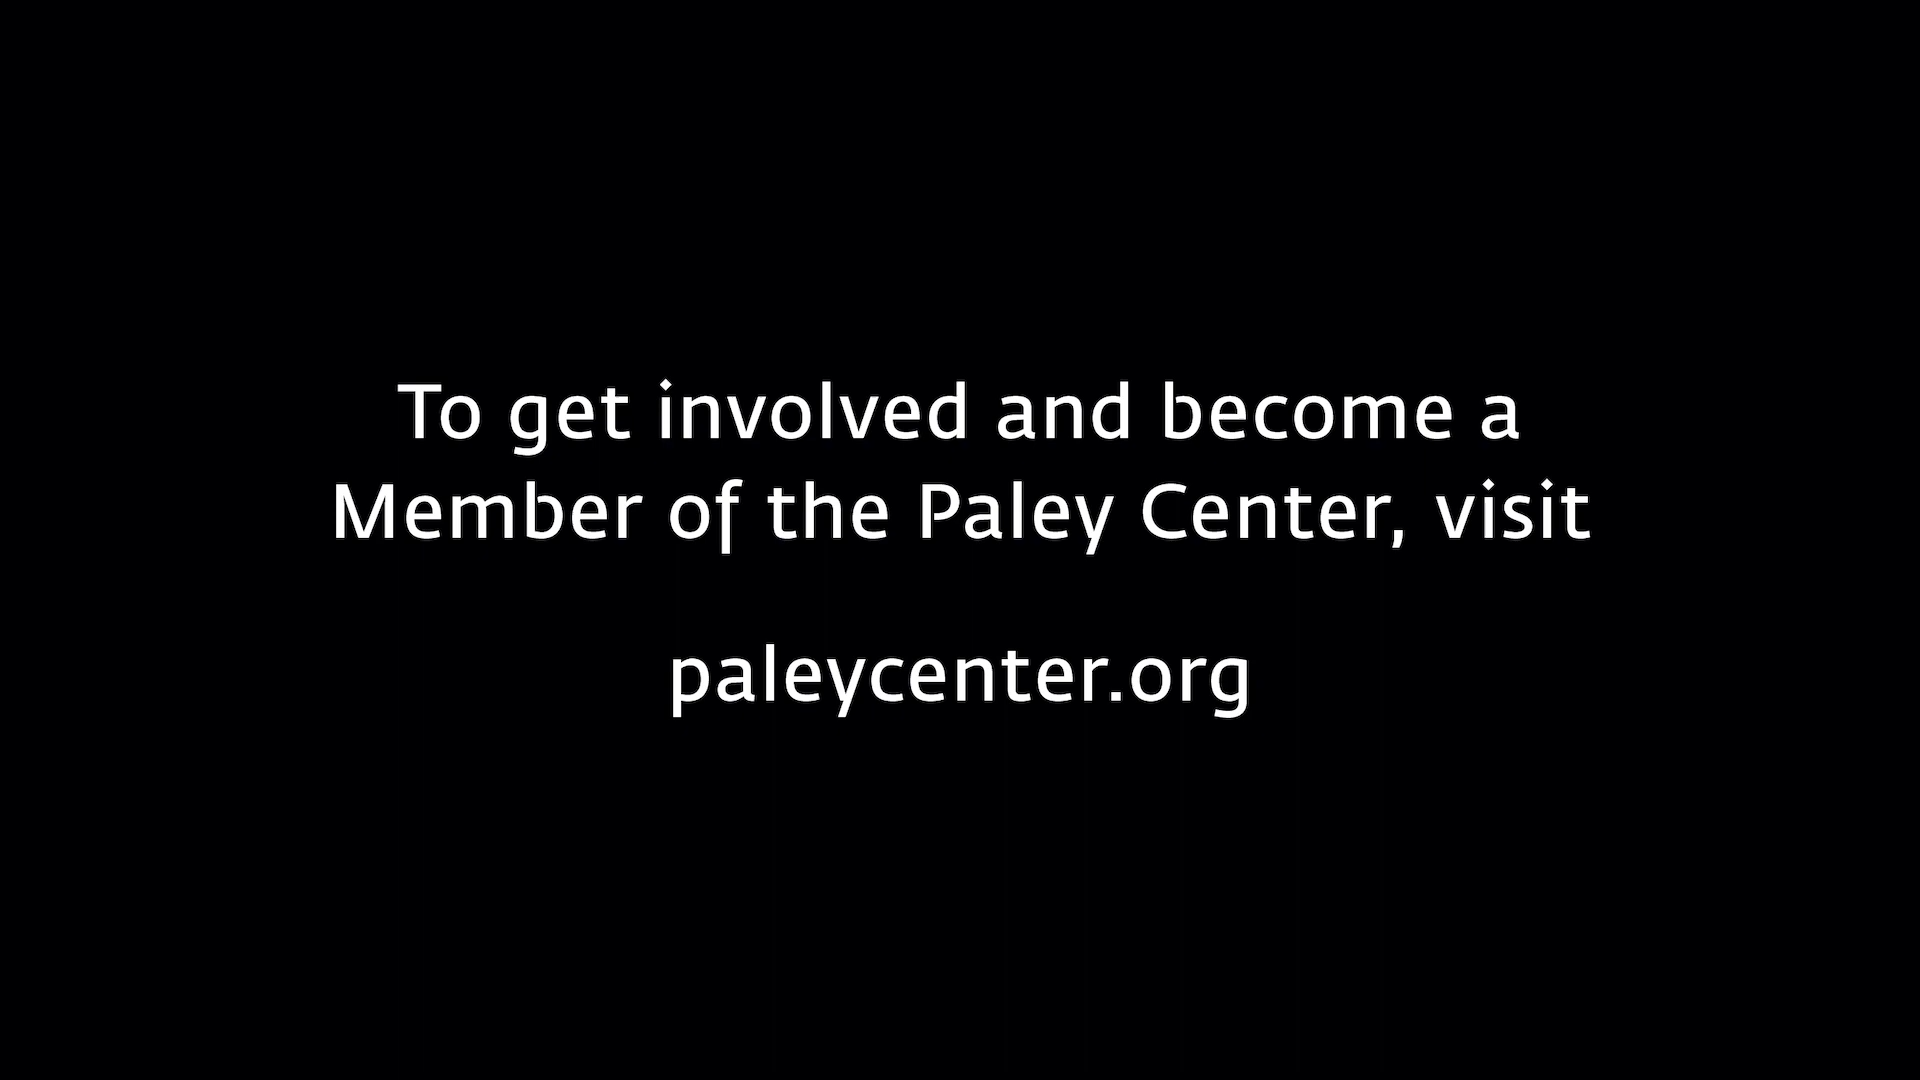 To get involved and become a
Member of the Paley Center, visit
paleycenter.org